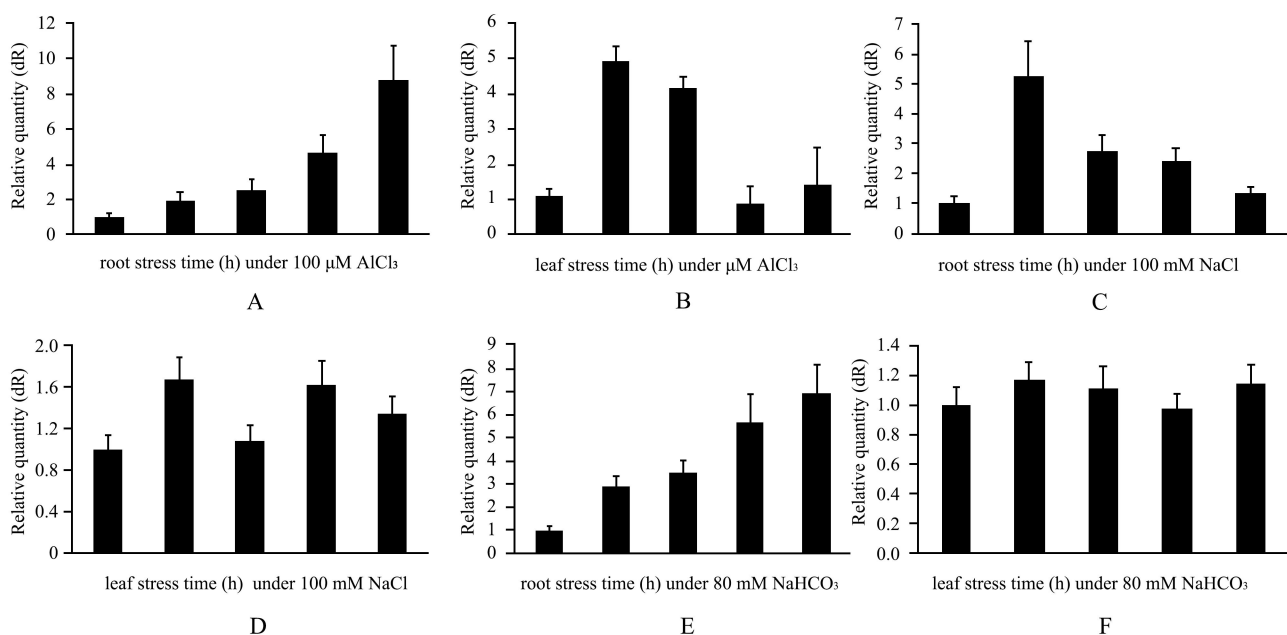 Relative quantity (dR)
12
10
8
6
4
2
0
root stress time (h) under 100 μM AlCl₃
A
Relative quantity (dR)
6
5
4
3
2
1
0
leaf stress time (h) under μM AlCl₃
B
Relative quantity (dR)
7
6
5
4
3
2
1
0
root stress time (h) under 100 mM NaCl
C
Relative quantity (dR)
2.0
1.6
1.2
0.8
0.4
0
leaf stress time (h) under 100 mM NaCl
D
Relative quantity (dR)
9
8
7
6
5
4
3
2
1
0
root stress time (h) under 80 mM NaHCO₃
E
Relative quantity (dR)
1.4
1.2
1.0
0.8
0.6
0.4
0.2
0.0
leaf stress time (h) under 80 mM NaHCO₃
F